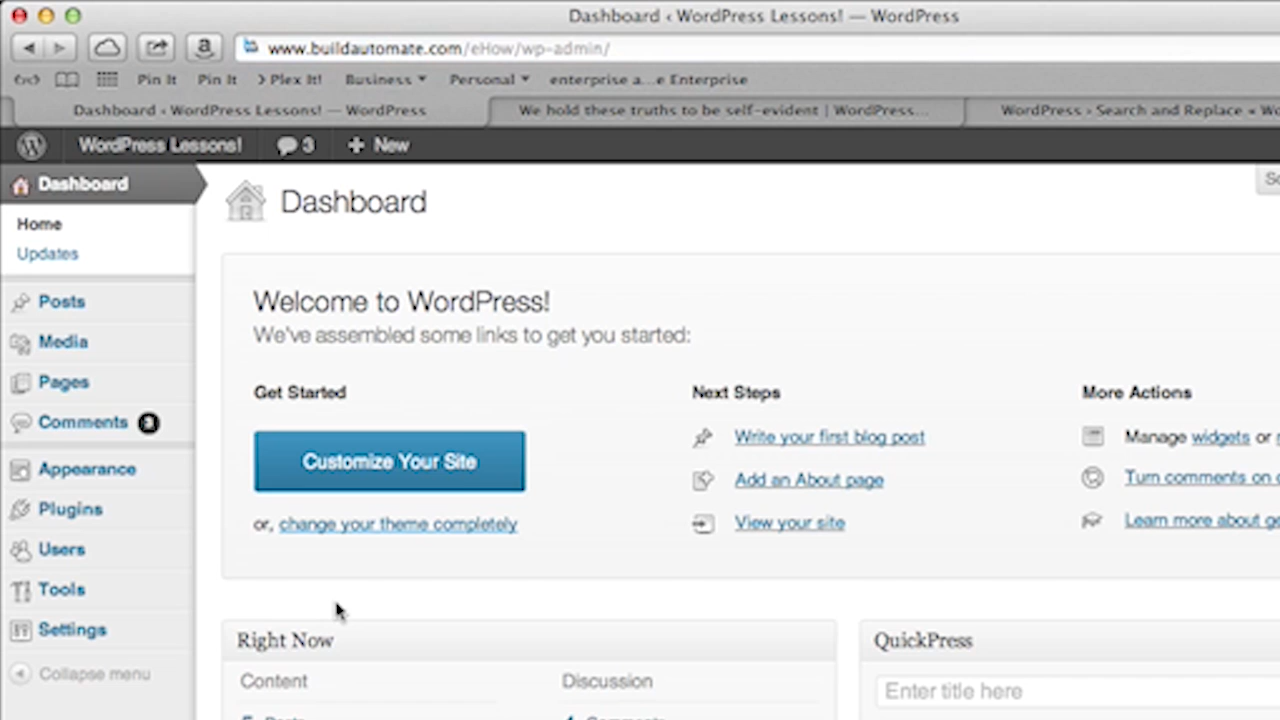 Dashboard ‹ WordPress Lessons! — WordPress
www.buildautomate.com/eHow/wp-admin/
Pin It Pin It > Plex It! Business Personal enterprise a...e Enterprise
Dashboard ‹ WordPress Lessons! — WordPress
We hold these truths to be self-evident | WordPress...
WordPress › Search and Replace «
WordPress Lessons! 3 + New
Dashboard
Home
Updates
Posts
Media
Pages
Comments 3
Appearance
Plugins
Users
Tools
Settings
Collapse menu
Dashboard
Welcome to WordPress!
We've assembled some links to get you started:
Get Started
Customize Your Site
or, change your theme completely
Next Steps
Write your first blog post
Add an About page
View your site
More Actions
Manage widgets or
Turn comments on
Learn more about
Right Now
Content
Discussion
QuickPress
Enter title here